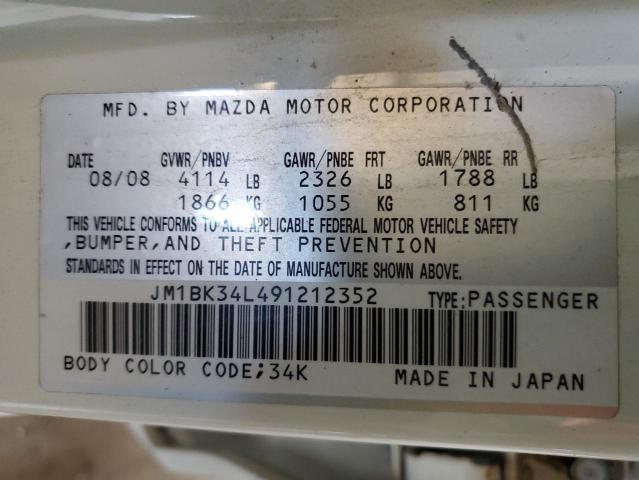 MFD. BY MAZDA MOTOR CORPORATION
DATE GVWR/PNBV GAWR/PNBE FRT GAWR/PNBE RR
08/08 4114 LB 2326 LB 1788 LB
1866 KG 1055 KG 811 KG
THIS VEHICLE CONFORMS TO ALL APPLICABLE FEDERAL MOTOR VEHICLE SAFETY
,BUMPER,AND THEFT PREVENTION
STANDARDS IN EFFECT ON THE DATE OF MANUFACTURE SHOWN ABOVE.
JM1BK34L491212352 TYPE:PASSENGER
BODY COLOR CODE;34K MADE IN JAPAN